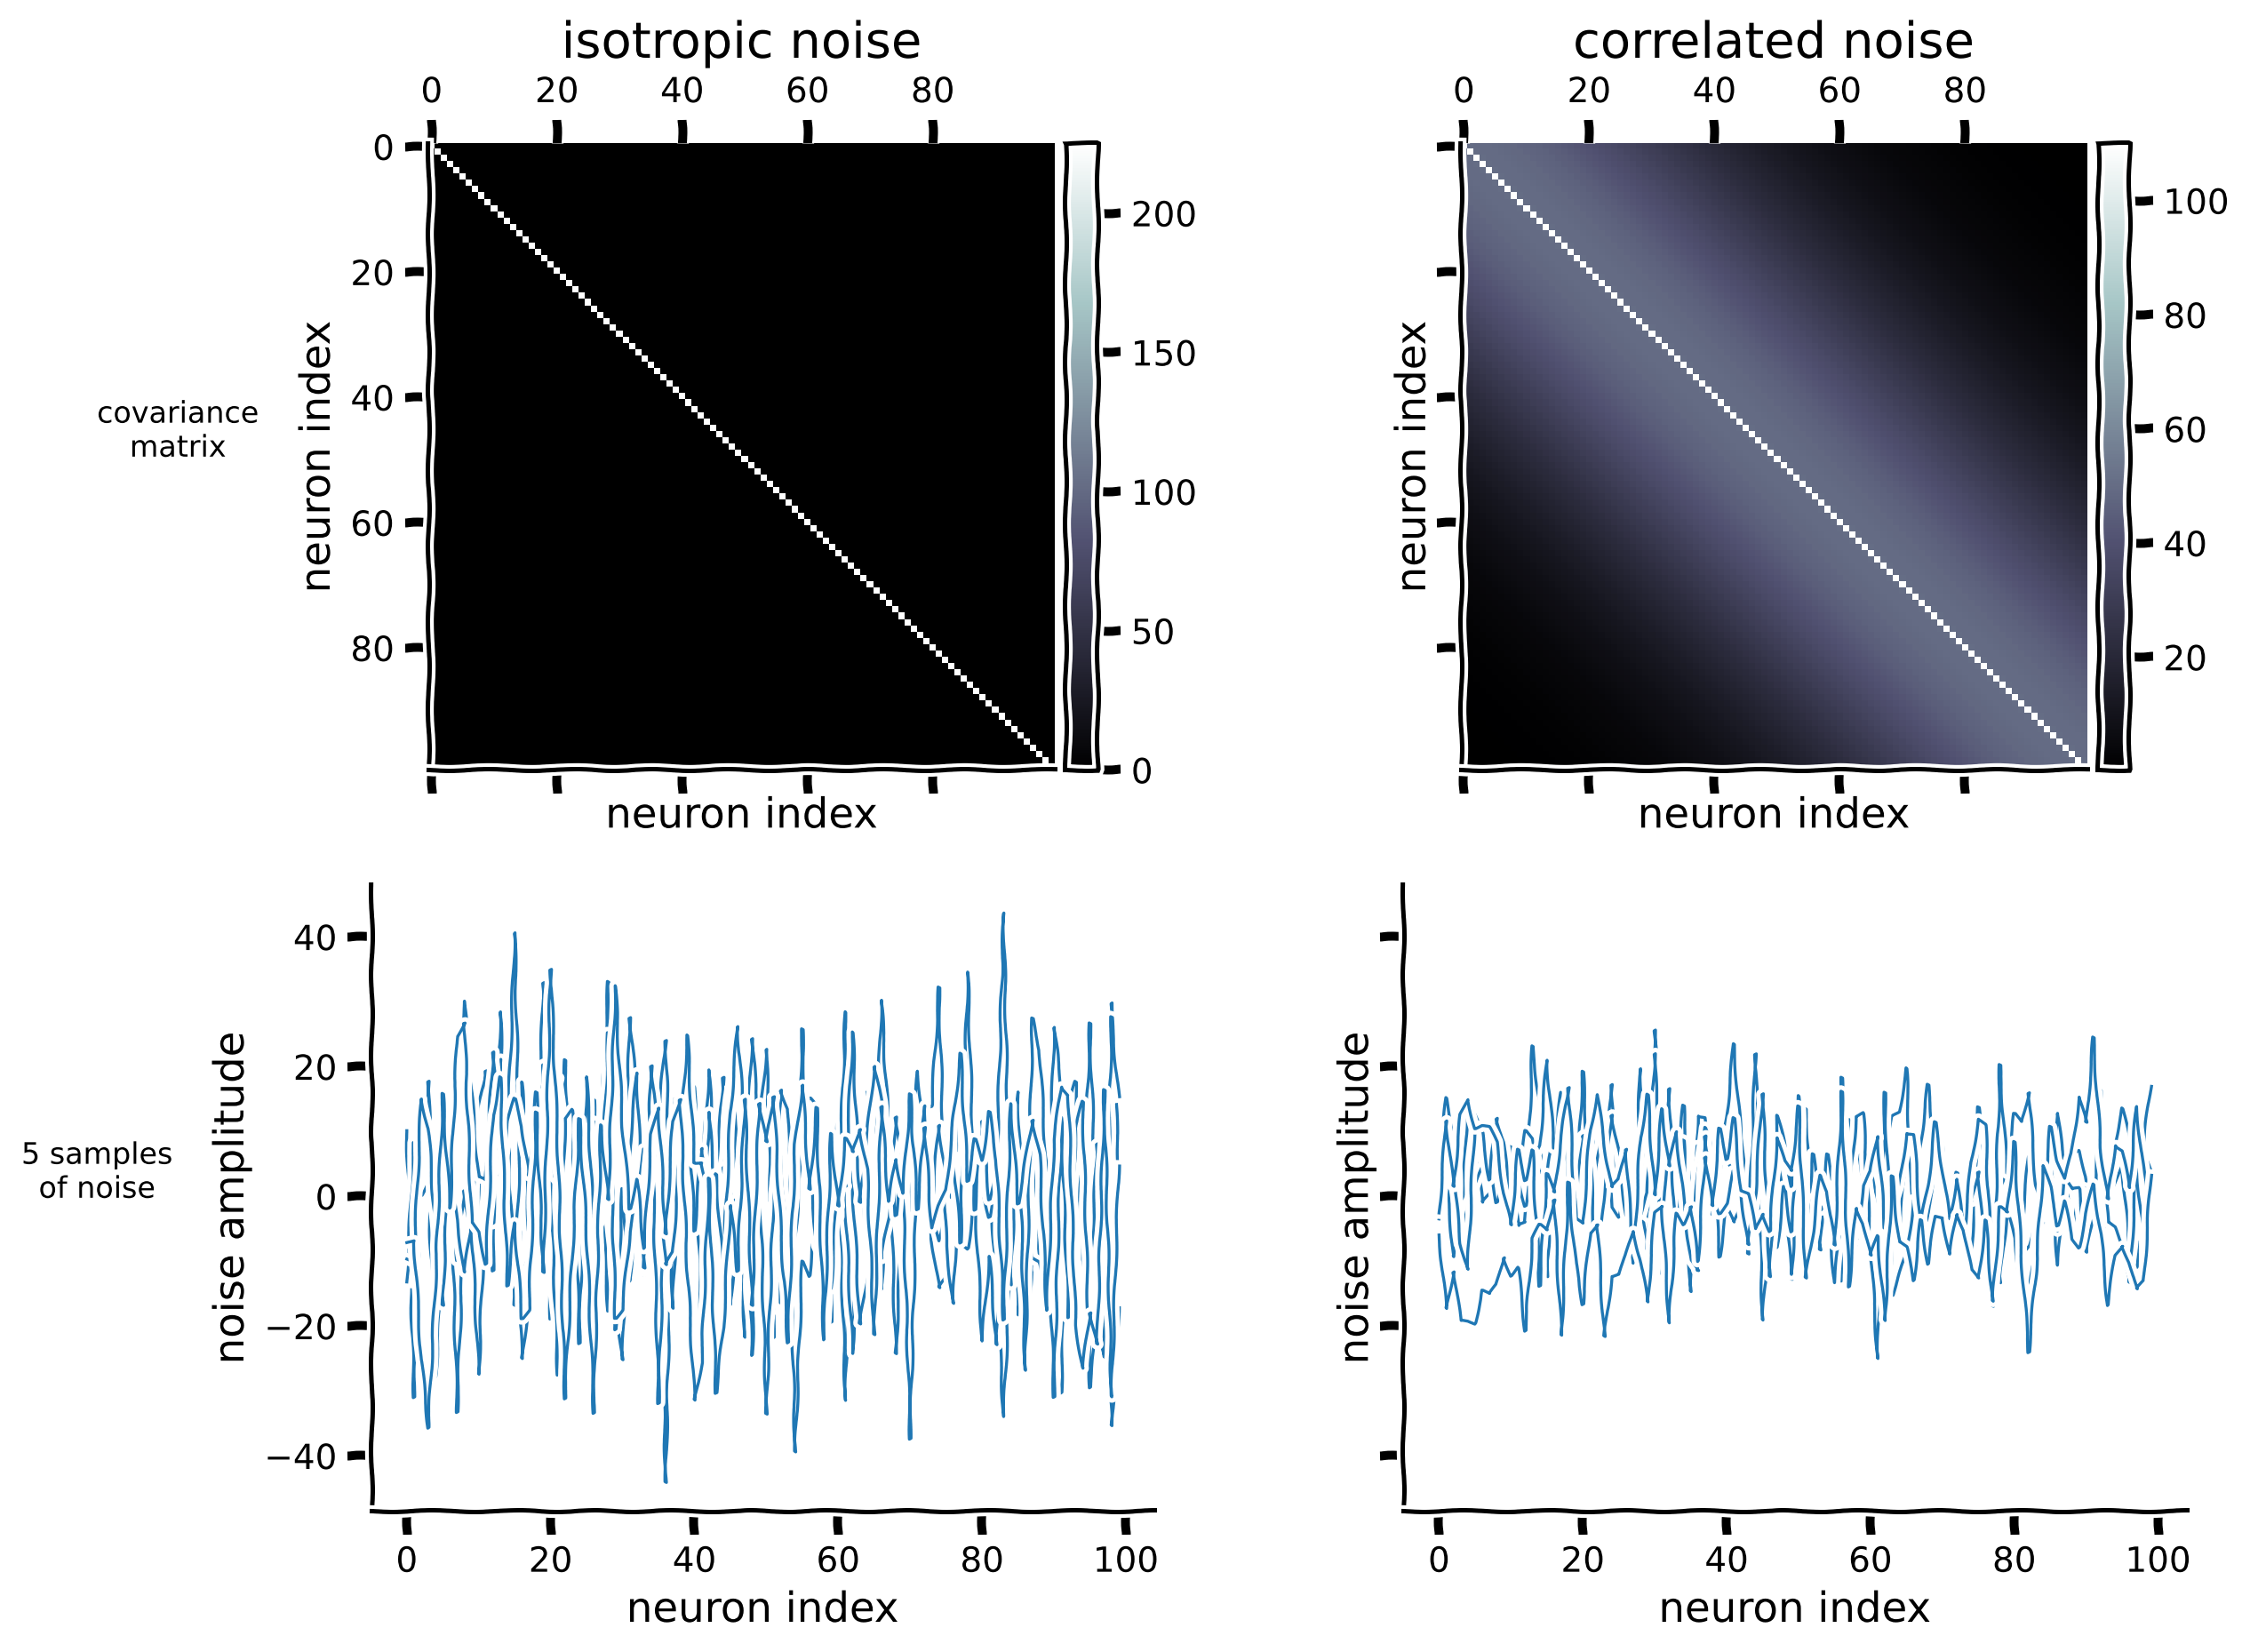 isotropic noise
correlated noise
0 20 40 60 80
0 20 40 60 80
0
20
40
60
80
neuron index
covariance
matrix
200
150
100
50
0
neuron index
neuron index
100
80
60
40
20
neuron index
5 samples
of noise
noise amplitude
40
20
0
−20
−40
0 20 40 60 80 100
neuron index
noise amplitude
0 20 40 60 80 100
neuron index